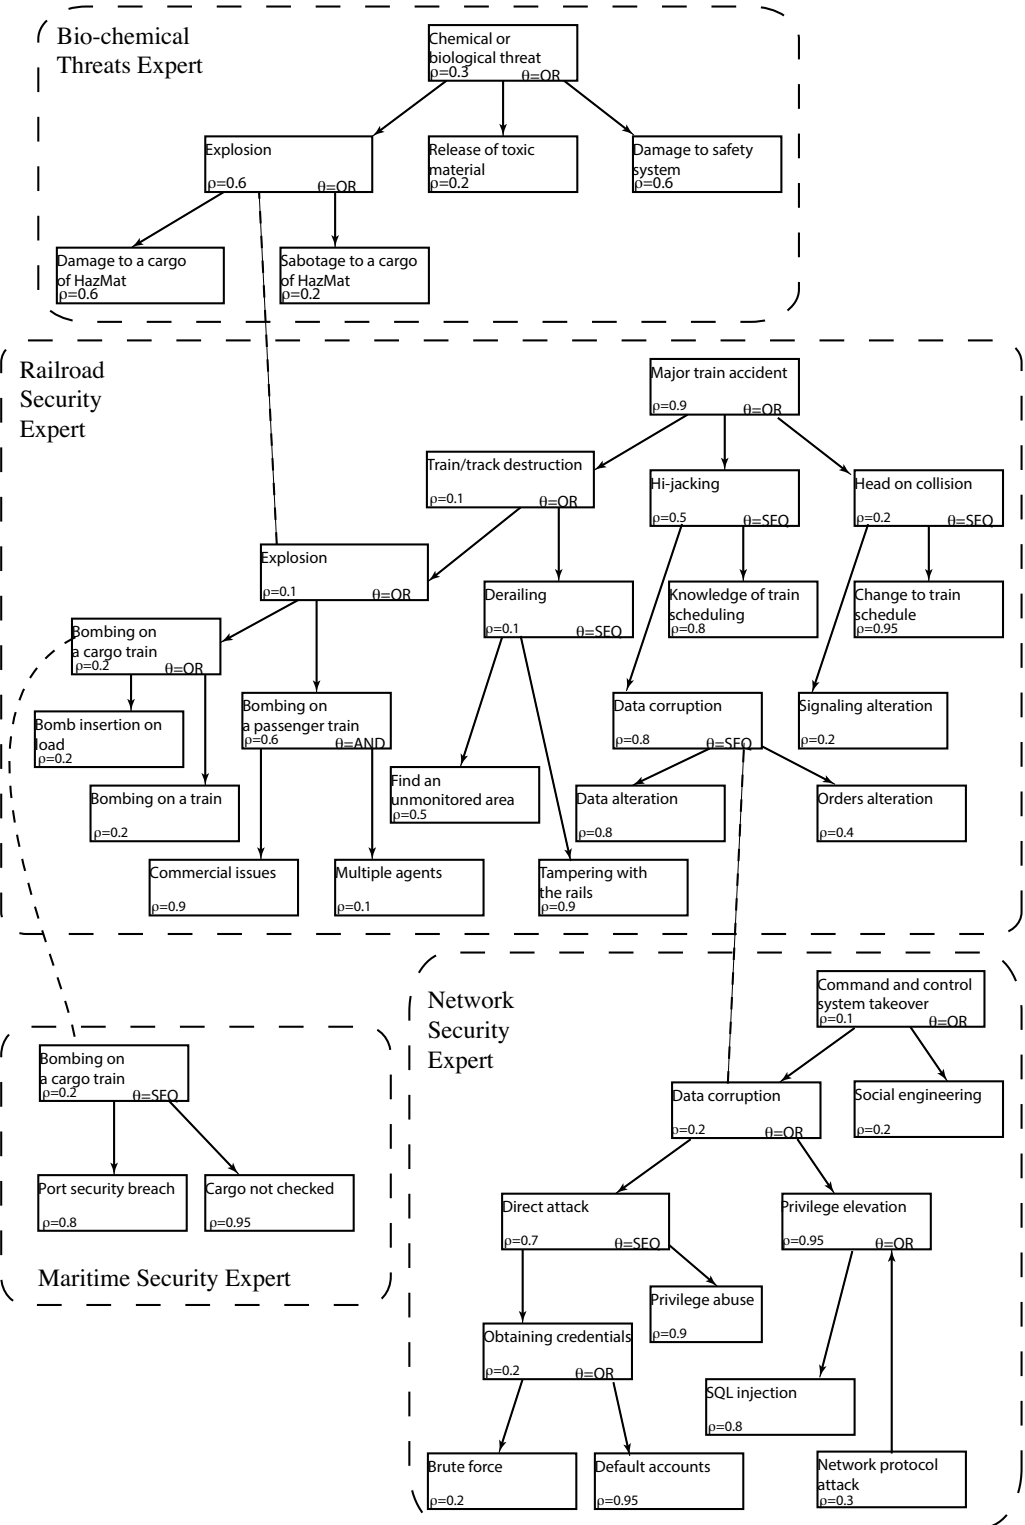 Bio-chemical
Threats Expert
Chemical or
biological threat
ρ=0.3 θ=OR
Explosion
ρ=0.6 θ=OR
Release of toxic
material
ρ=0.2
Damage to safety
system
ρ=0.6
Damage to a cargo
of HazMat
ρ=0.6
Sabotage to a cargo
of HazMat
ρ=0.2
Railroad
Security
Expert
Major train accident
ρ=0.9 θ=OR
Train/track destruction
ρ=0.1 θ=OR
Hi-jacking
ρ=0.5 θ=SEQ
Head on collision
ρ=0.2 θ=SEQ
Explosion
ρ=0.1 θ=OR
Derailing
ρ=0.1 θ=SEQ
Knowledge of train
scheduling
ρ=0.8
Change to train
schedule
ρ=0.95
Bombing on
a cargo train
ρ=0.2 θ=OR
Bombing on
a passenger train
ρ=0.6 θ=AND
Data corruption
ρ=0.8 θ=SEQ
Signaling alteration
ρ=0.2
Bomb insertion on
load
ρ=0.2
Find an
unmonitored area
ρ=0.5
Bombing on a train
ρ=0.2
Data alteration
ρ=0.8
Orders alteration
ρ=0.4
Commercial issues
ρ=0.9
Multiple agents
ρ=0.1
Tampering with
the rails
ρ=0.9
Network
Security
Expert
Command and control
system takeover
ρ=0.1 θ=OR
Bombing on
a cargo train
ρ=0.2 θ=SEQ
Data corruption
ρ=0.2 θ=OR
Social engineering
ρ=0.2
Port security breach
ρ=0.8
Cargo not checked
ρ=0.95
Maritime Security Expert
Direct attack
ρ=0.7 θ=SEQ
Privilege elevation
ρ=0.95 θ=OR
Privilege abuse
ρ=0.9
Obtaining credentials
ρ=0.2 θ=OR
SQL injection
ρ=0.8
Brute force
ρ=0.2
Default accounts
ρ=0.95
Network protocol
attack
ρ=0.3